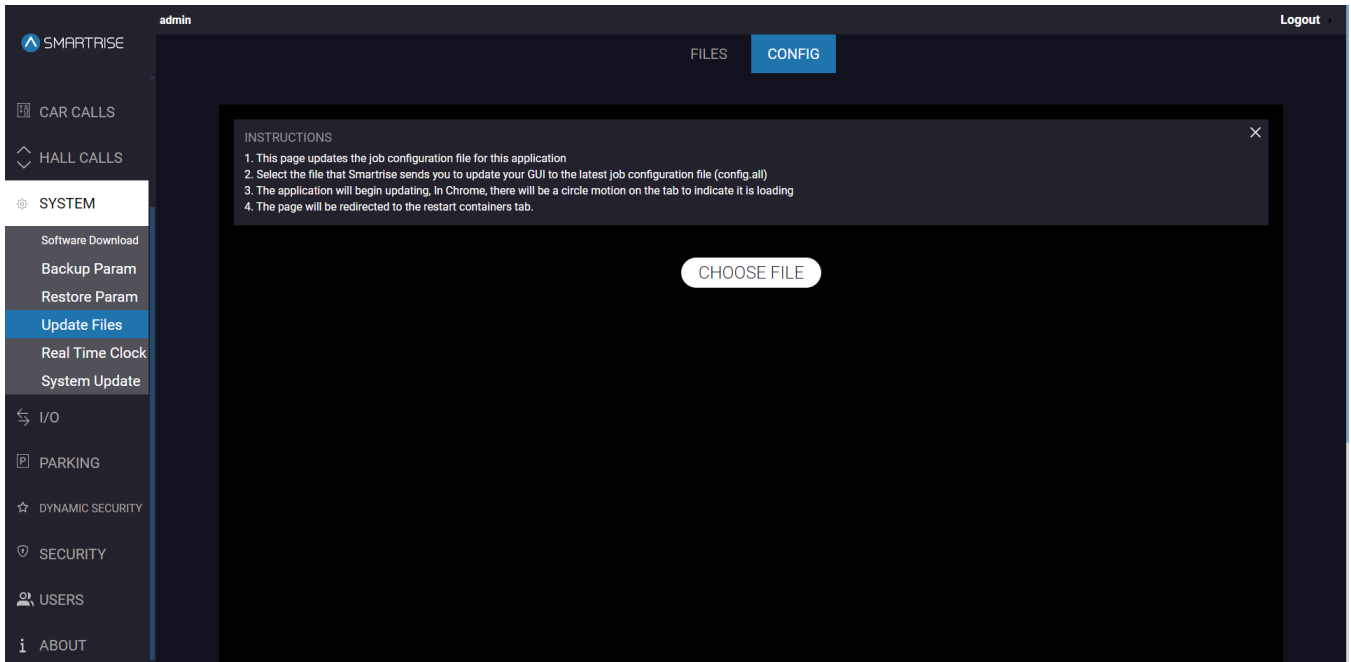 admin
Logout
SMARTRISE
FILES
CONFIG
CAR CALLS
HALL CALLS
SYSTEM
Software Download
Backup Param
Restore Param
Update Files
Real Time Clock
System Update
I/O
P PARKING
DYNAMIC SECURITY
SECURITY
USERS
i ABOUT
INSTRUCTIONS
1. This page updates the job configuration file for this application
2. Select the file that Smartrise sends you to update your GUI to the latest job configuration file (config.all)
3. The application will begin updating, In Chrome, there will be a circle motion on the tab to indicate it is loading
4. The page will be redirected to the restart containers tab.
CHOOSE FILE